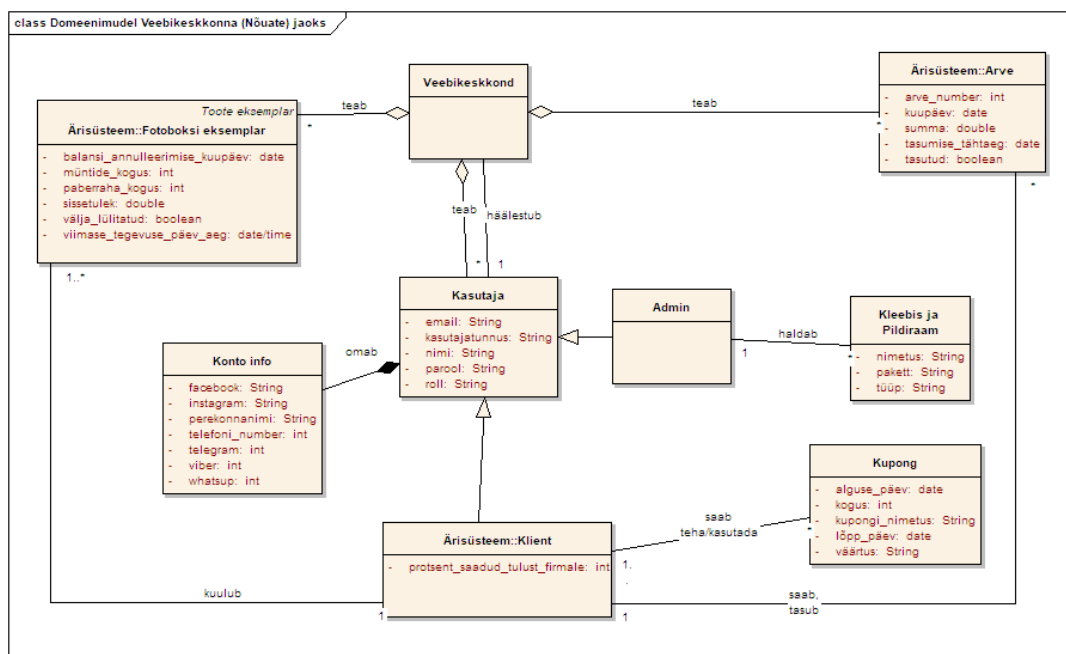 class Domeenimudel Veebikeskkonna (Nõuate) jaoks
Veebikeskkond
Ärisüsteem::Arve
- arve_number: int
- kuupäev: date
- summa: double
- tasumise_tähtaeg: date
- tasutud: boolean
Toote eksemplar
Ärisüsteem::Fotoboksi eksemplar
- balansi_annulleerimise_kuupäev: date
- müntide_kogus: int
- paberraha_kogus: int
- sissetulek: double
- välja_lülitatud: boolean
- viimase_tegevuse_päev_aeg: date/time
teab
*
teab
*
teab
*
häälestub
1
1..*
*
Kasutaja
- email: String
- kasutajatunnus: String
- nimi: String
- parool: String
- roll: String
Admin
haldab
1
*
Kleebis ja
Pildiraam
- nimetus: String
- pakett: String
- tüüp: String
omab
Konto info
- facebook: String
- instagram: String
- perekonnanimi: String
- telefoni_number: int
- telegram: int
- viber: int
- whatsup: int
Kupong
- alguse_päev: date
- kogus: int
- kupongi_nimetus: String
- lõpp_päev: date
- väärtus: String
saab
teha/kasutada
*
1.
.
Ärisüsteem::Klient
- protsent_saadud_tulust_firmale: int
kuulub
1
1
saab,
tasub